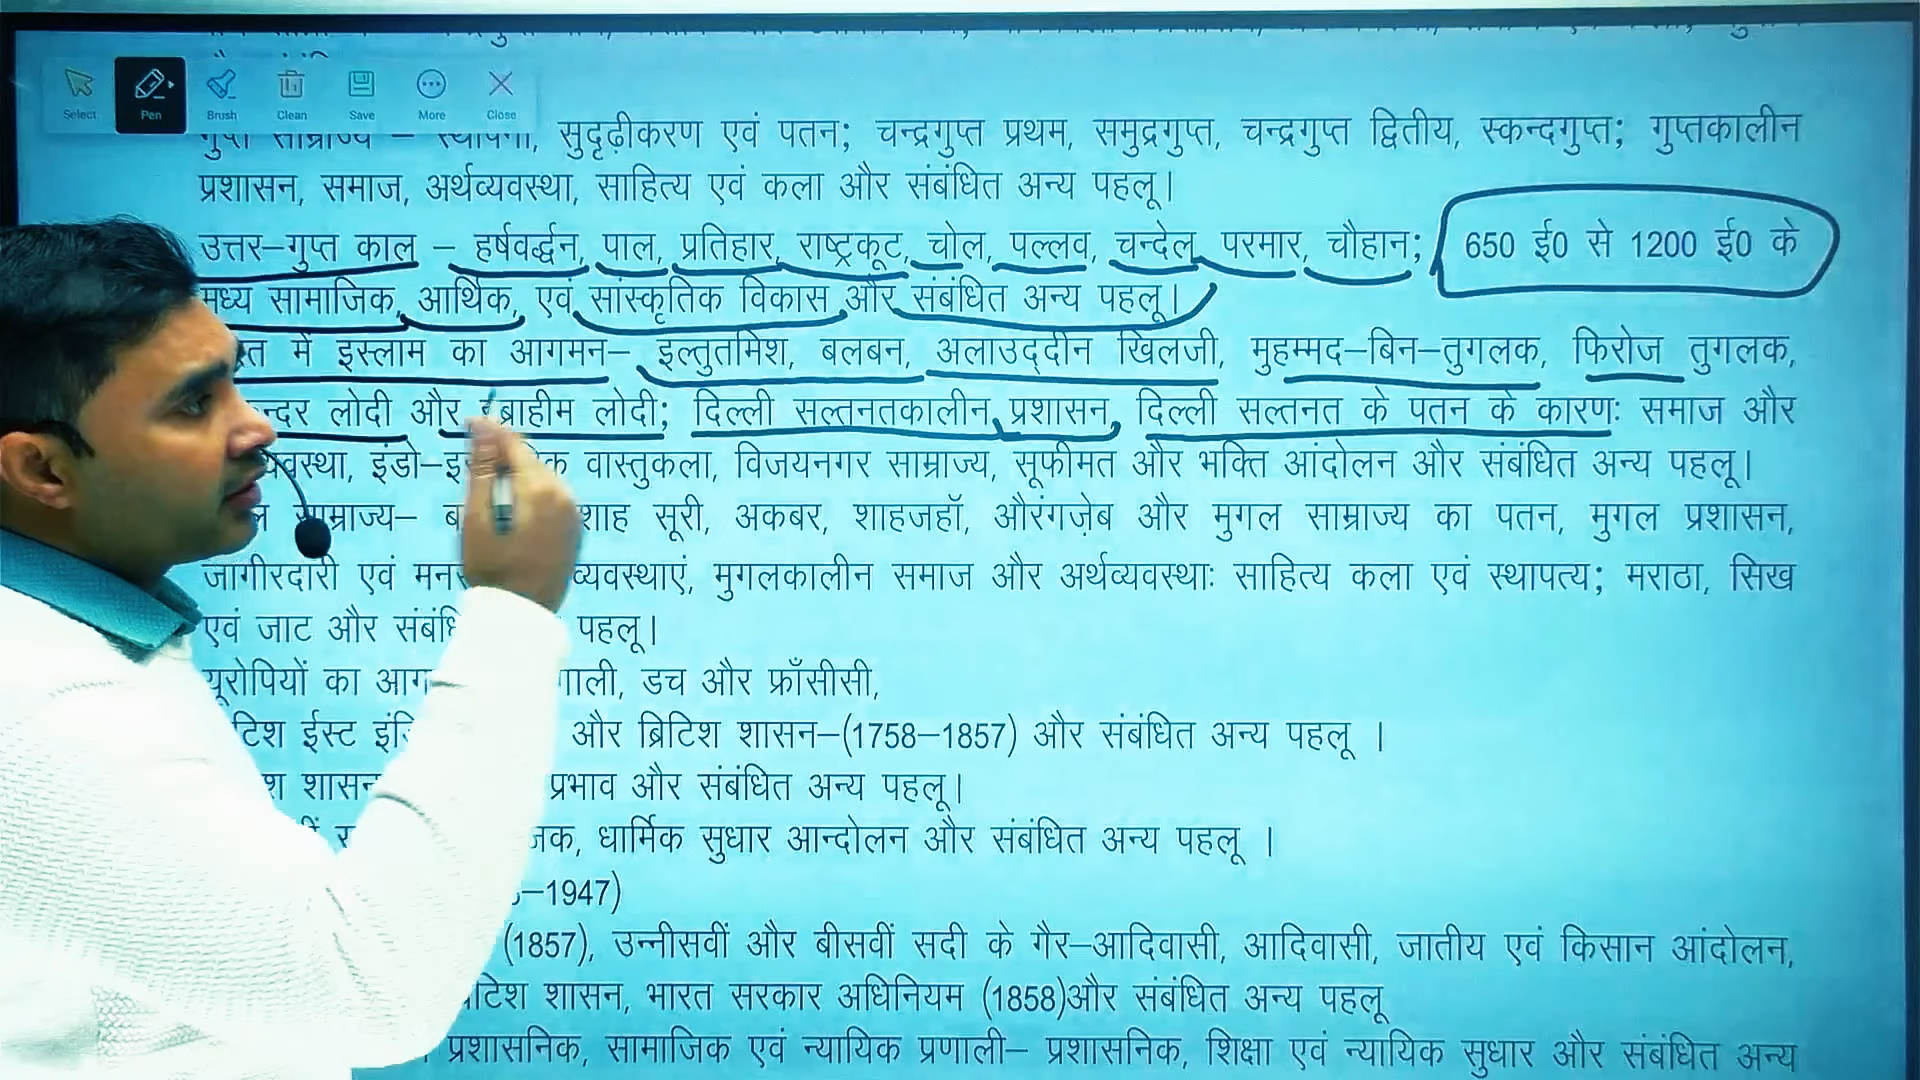 Select Pen Brush Clean Save More Close
सुदृढ़ीकरण एवं पतन; चन्द्रगुप्त प्रथम, समुद्रगुप्त, चन्द्रगुप्त द्वितीय, स्कन्दगुप्त; गुप्तकालीन
प्रशासन, समाज, अर्थव्यवस्था, साहित्य एवं कला और संबंधित अन्य पहलू।
उत्तर–गुप्त काल – हर्षवर्द्धन, पाल, प्रतिहार, राष्ट्रकूट, चोल, पल्लव, चन्देल, परमार, चौहान; 650 ई0 से 1200 ई0 के
मध्य सामाजिक, आर्थिक, एवं सांस्कृतिक विकास और संबंधित अन्य पहलू।
में इस्लाम का आगमन– इल्तुतमिश, बलबन, अलाउद्दीन खिलजी, मुहम्मद–बिन–तुगलक, फिरोज तुगलक,
लोदी और इब्राहीम लोदी; दिल्ली सल्तनतकालीन प्रशासन, दिल्ली सल्तनत के पतन के कारणः समाज और
वास्तुकला, विजयनगर साम्राज्य, सूफीमत और भक्ति आंदोलन और संबंधित अन्य पहलू।
साम्राज्य– शाह सूरी, अकबर, शाहजहॉ, औरंगज़ेब और मुगल साम्राज्य का पतन, मुगल प्रशासन,
जागीरदारी एवं व्यवस्थाएं, मुगलकालीन समाज और अर्थव्यवस्थाः साहित्य कला एवं स्थापत्य; मराठा, सिख
एवं जाट और पहलू।
यूरोपियों का डच और फ्राँसीसी,
ईस्ट और ब्रिटिश शासन–(1758–1857) और संबंधित अन्य पहलू ।
शासन प्रभाव और संबंधित अन्य पहलू।
धार्मिक सुधार आन्दोलन और संबंधित अन्य पहलू ।
–1947)
(1857), उन्नीसवीं और बीसवीं सदी के गैर–आदिवासी, आदिवासी, जातीय एवं किसान आंदोलन,
शासन, भारत सरकार अधिनियम (1858)और संबंधित अन्य पहलू
प्रशासनिक, सामाजिक एवं न्यायिक प्रणाली– प्रशासनिक, शिक्षा एवं न्यायिक सुधार और संबंधित अन्य